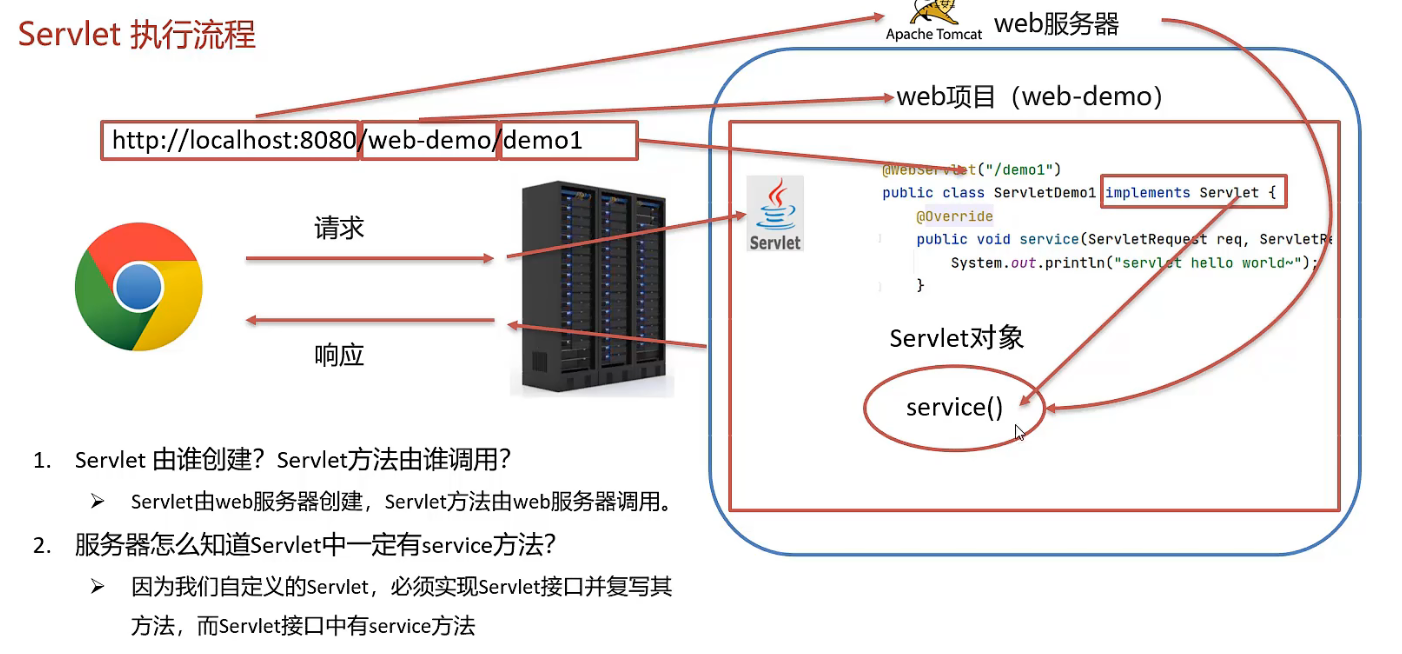 Servlet 执行流程
Apache Tomcat
web服务器
web项目（web-demo）
http://localhost:8080/web-demo/demo1
@WebServlet("/demo1")
public class ServletDemo1 implements Servlet {
@Override
public void service(ServletRequest req, ServletRe
System.out.println("servlet hello world~");
}
Servlet
请求
响应
Servlet对象
service()
1. Servlet 由谁创建？Servlet方法由谁调用？
➢ Servlet由web服务器创建，Servlet方法由web服务器调用。
2. 服务器怎么知道Servlet中一定有service方法？
➢ 因为我们自定义的Servlet，必须实现Servlet接口并复写其
方法，而Servlet接口中有service方法